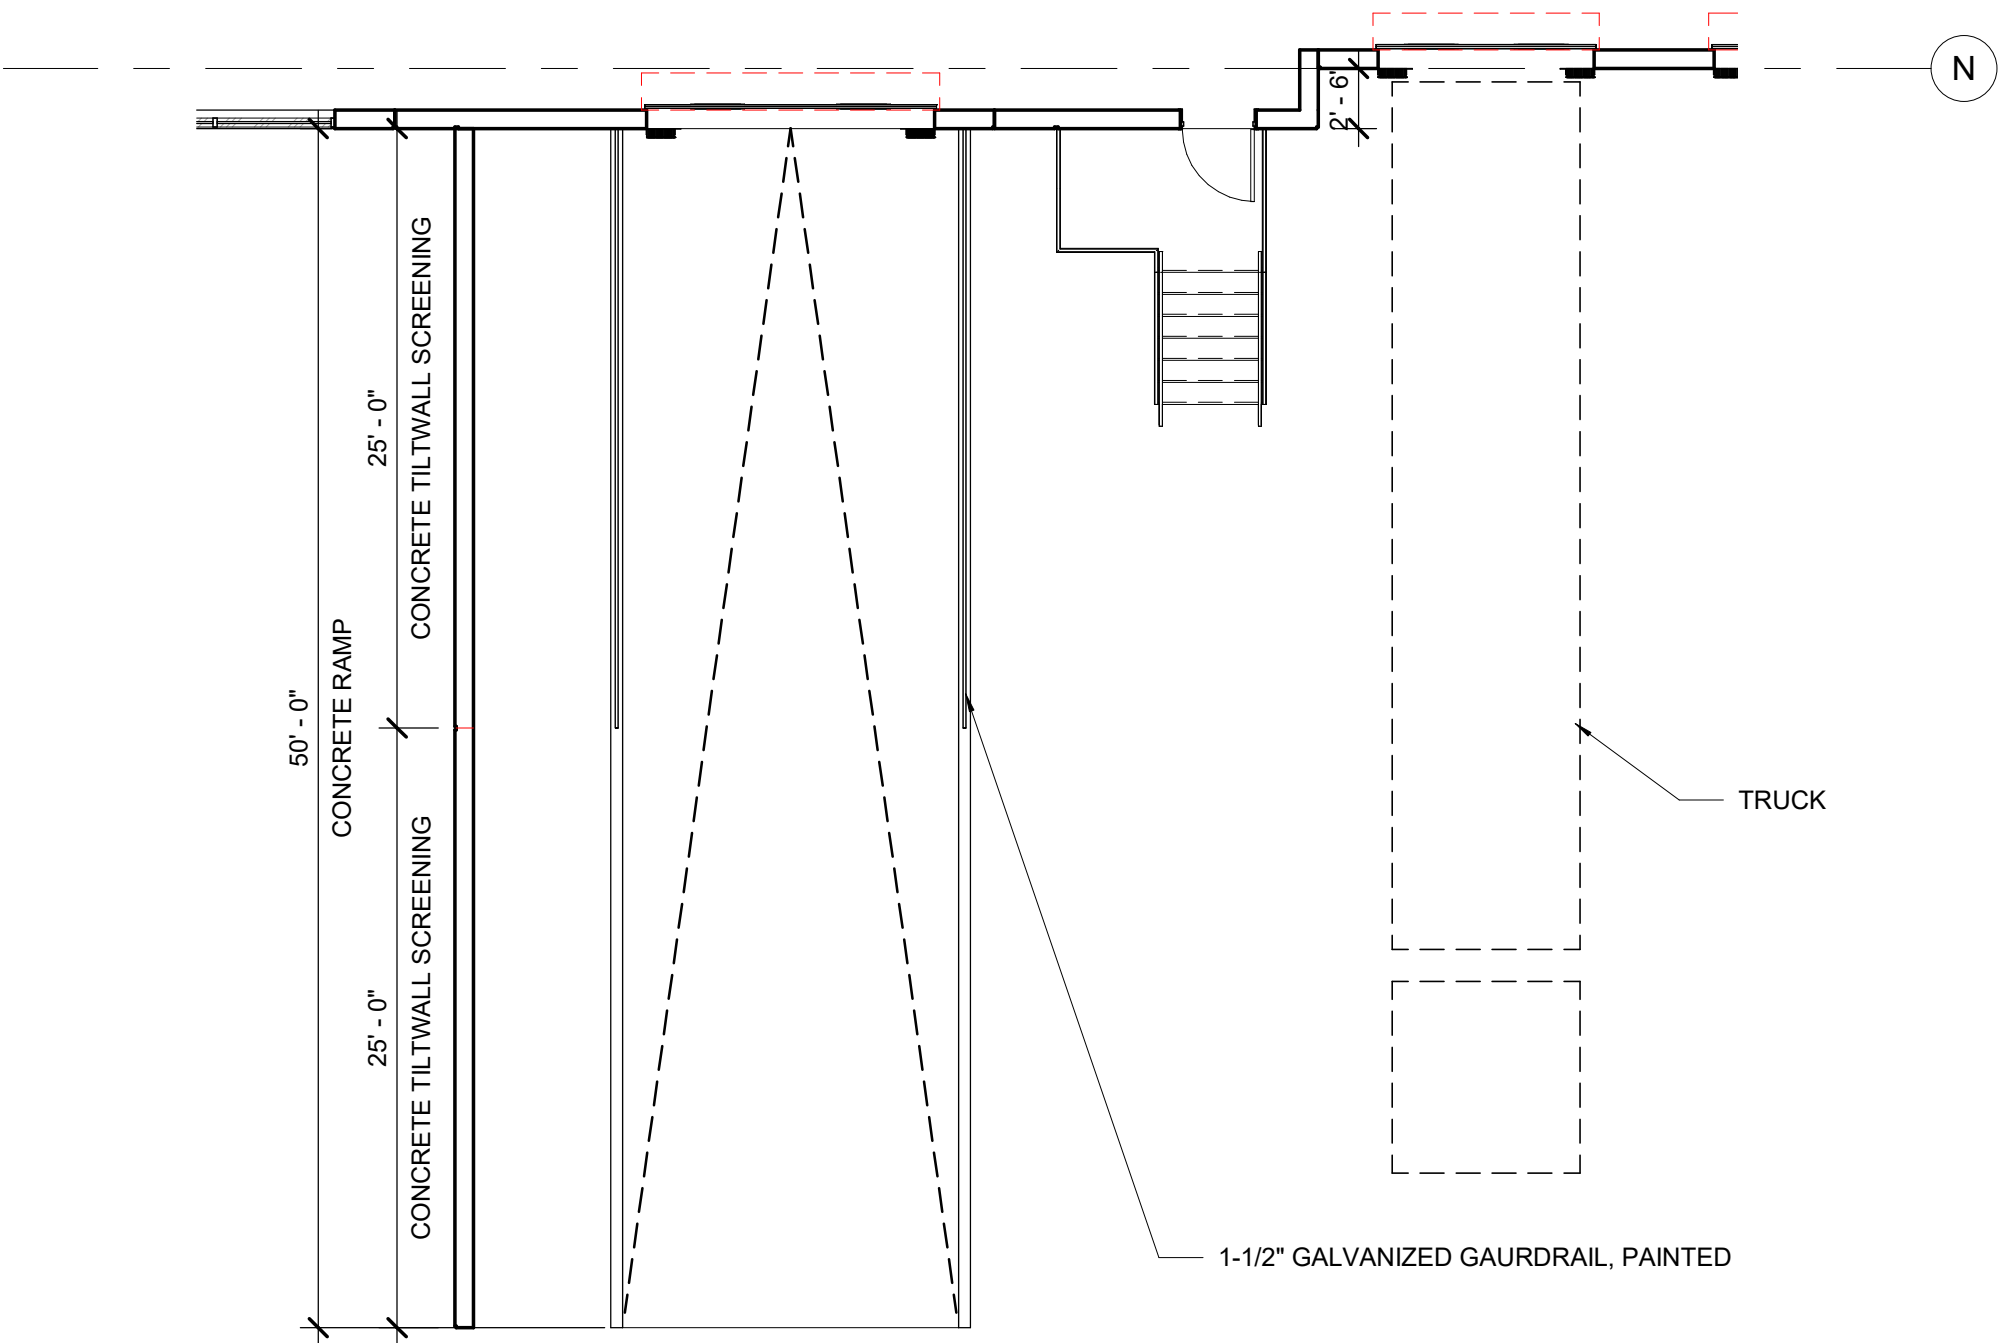 N
2' - 6"
25' - 0"
CONCRETE TILTWALL SCREENING
50' - 0"
CONCRETE RAMP
TRUCK
25' - 0"
CONCRETE TILTWALL SCREENING
1-1/2" GALVANIZED GAURDRAIL, PAINTED